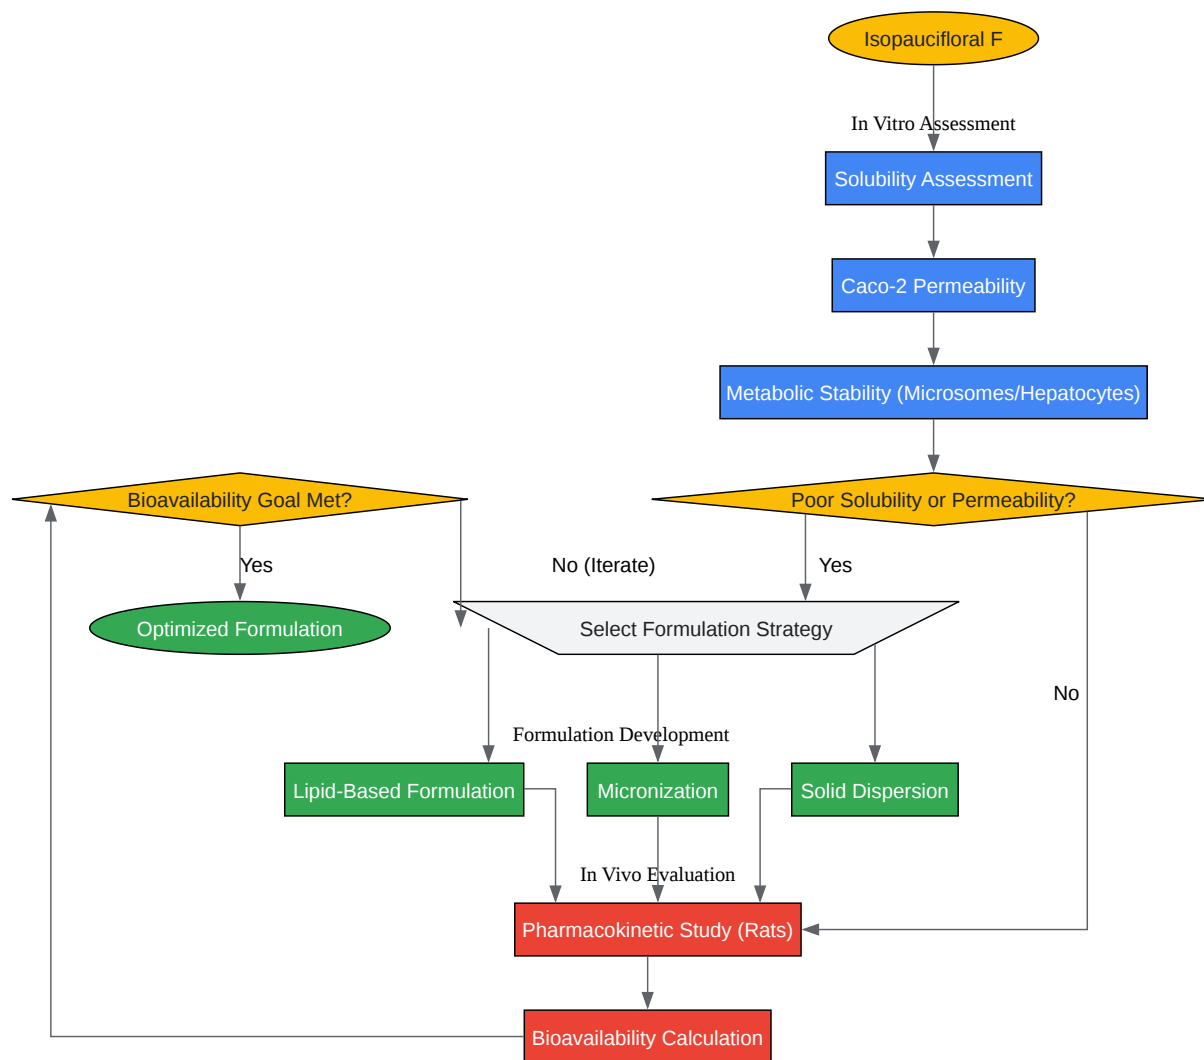 Isopaucifloral F
In Vitro Assessment
Solubility Assessment
Caco-2 Permeability
Metabolic Stability (Microsomes/Hepatocytes)
Bioavailability Goal Met?
Poor Solubility or Permeability?
Yes
No (Iterate)
Yes
Optimized Formulation
Select Formulation Strategy
No
Formulation Development
Lipid-Based Formulation
Micronization
Solid Dispersion
In Vivo Evaluation
Pharmacokinetic Study (Rats)
Bioavailability Calculation